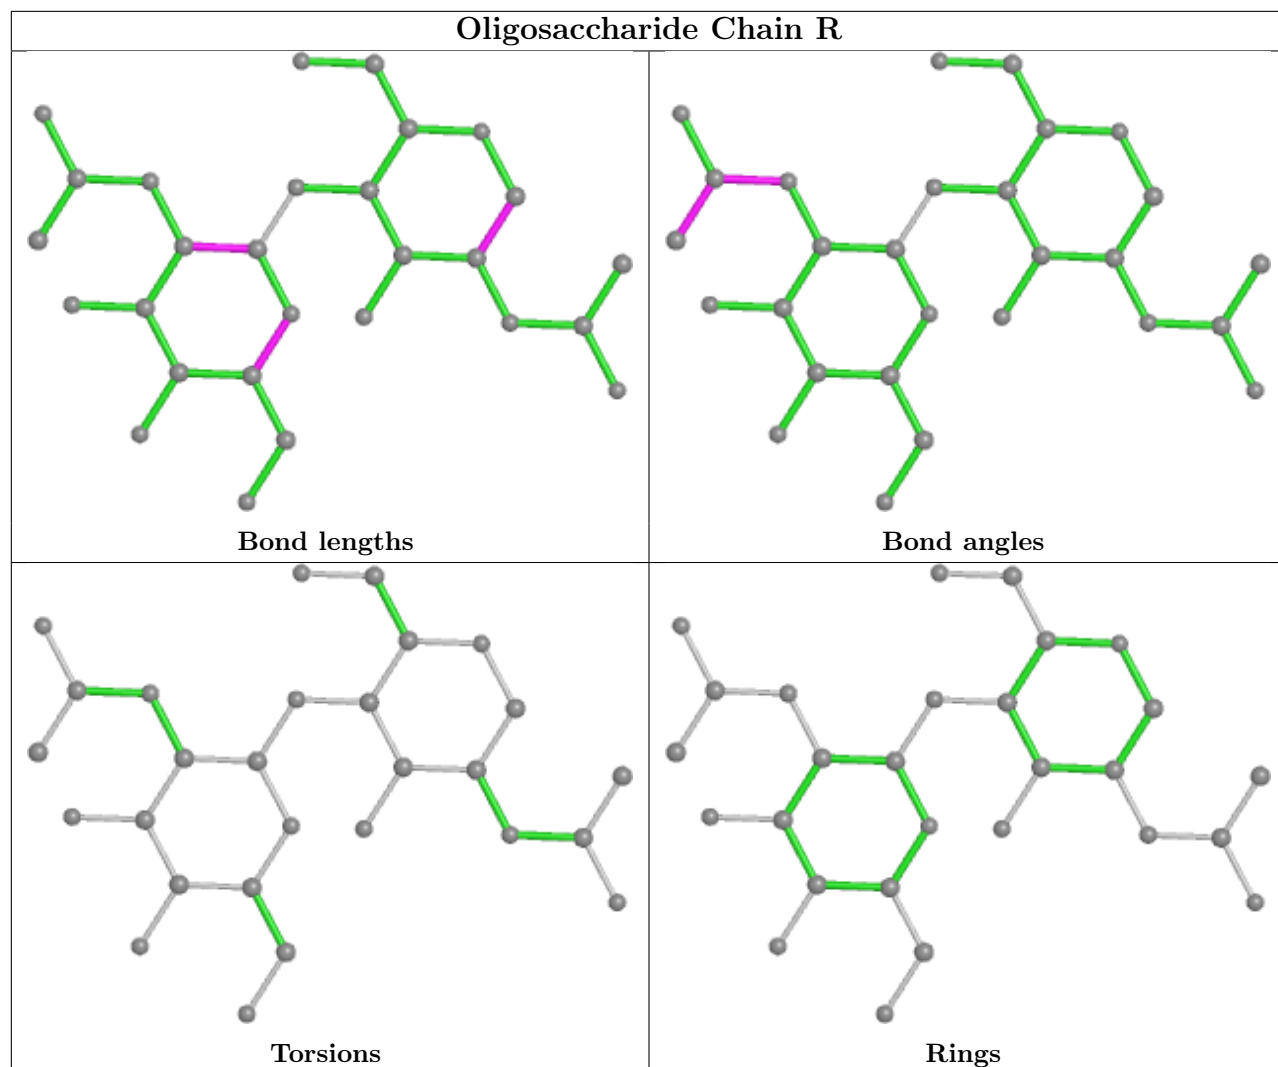 Oligosaccharide Chain R
Bond lengths
Bond angles
Torsions
Rings